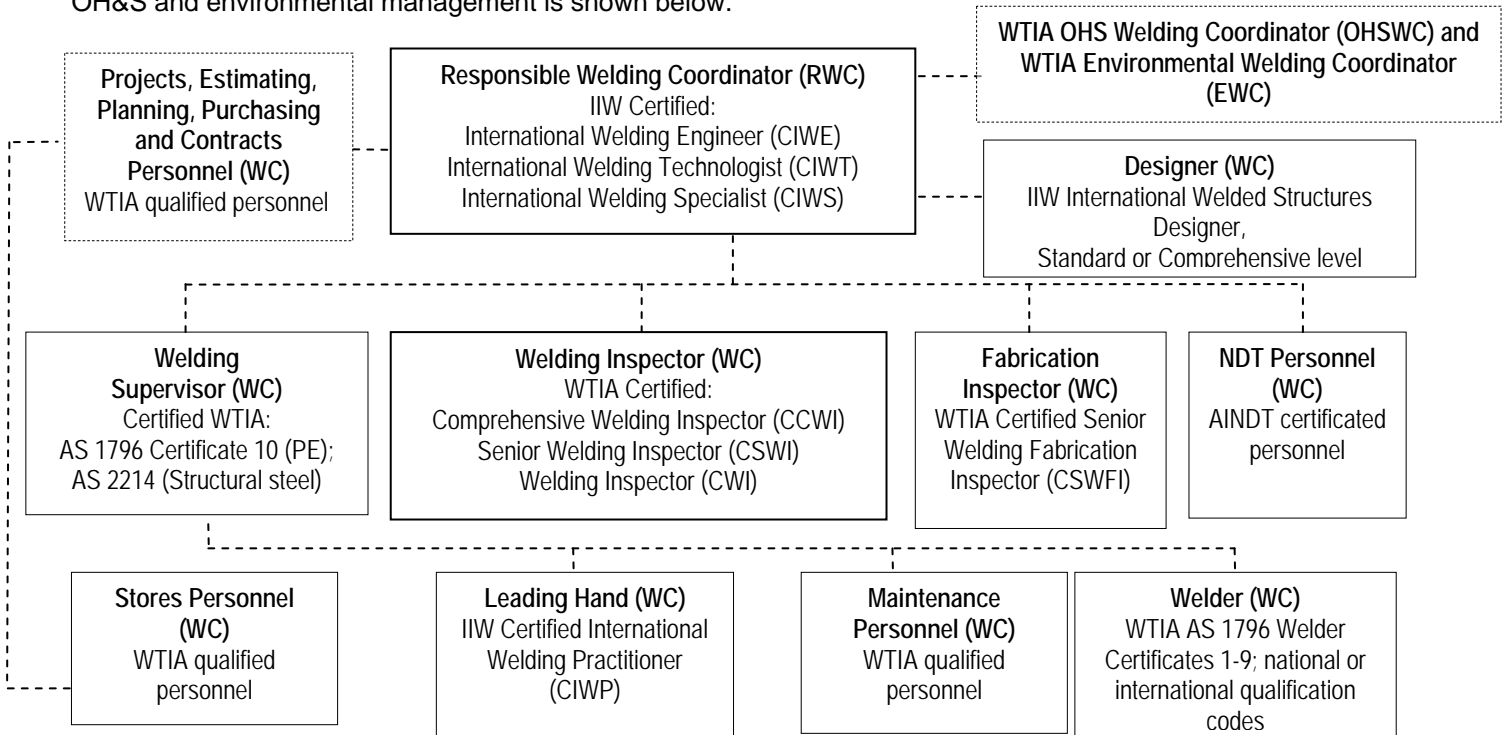 OH&S and environmental management is shown below.
WTIA OHS Welding Coordinator (OHSWC) and
WTIA Environmental Welding Coordinator
(EWC)
Projects, Estimating,
Planning, Purchasing
and Contracts
Personnel (WC)
WTIA qualified personnel
Responsible Welding Coordinator (RWC)
IIW Certified:
International Welding Engineer (CIWE)
International Welding Technologist (CIWT)
International Welding Specialist (CIWS)
Designer (WC)
IIW International Welded Structures
Designer,
Standard or Comprehensive level
Welding
Supervisor (WC)
Certified WTIA:
AS 1796 Certificate 10 (PE);
AS 2214 (Structural steel)
Welding Inspector (WC)
WTIA Certified:
Comprehensive Welding Inspector (CCWI)
Senior Welding Inspector (CSWI)
Welding Inspector (CWI)
Fabrication
Inspector (WC)
WTIA Certified Senior
Welding Fabrication
Inspector (CSWFI)
NDT Personnel
(WC)
AINDT certificated
personnel
Stores Personnel
(WC)
WTIA qualified
personnel
Leading Hand (WC)
IIW Certified International
Welding Practitioner
(CIWP)
Maintenance
Personnel (WC)
WTIA qualified
personnel
Welder (WC)
WTIA AS 1796 Welder
Certificates 1-9; national or
international qualification
codes